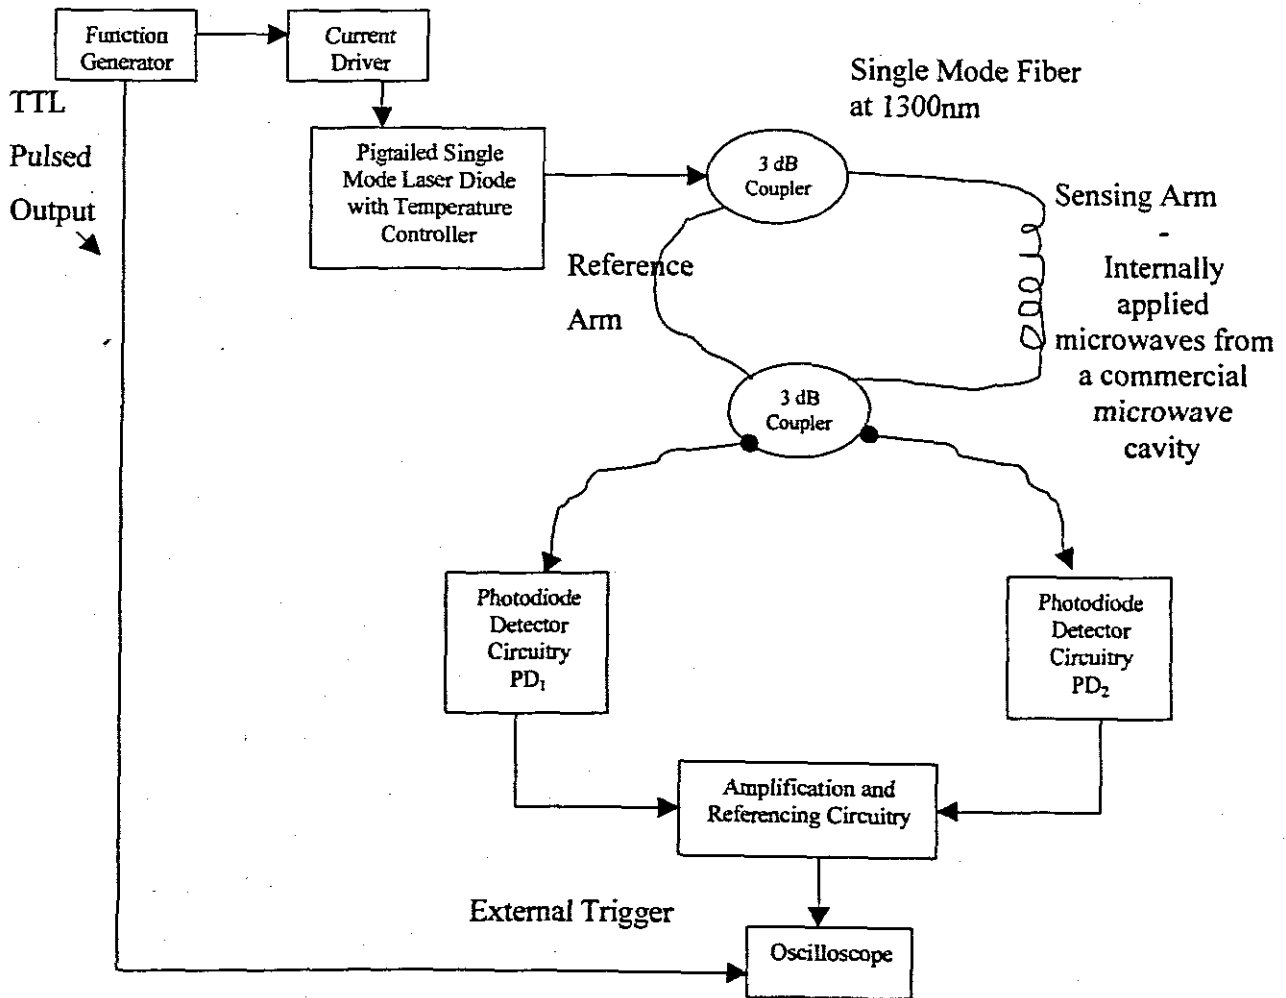 Function
Generator
Current
Driver
TTL
Pulsed
Output
Pigtailed Single
Mode Laser Diode
with Temperature
Controller
3 dB
Coupler
Single Mode Fiber
at 1300nm
Reference
Arm
Sensing Arm
-
Internally
applied
microwaves from
a commercial
microwave
cavity
3 dB
Coupler
Photodiode
Detector
Circuitry
PD₁
Photodiode
Detector
Circuitry
PD₂
Amplification and
Referencing Circuitry
External Trigger
Oscilloscope